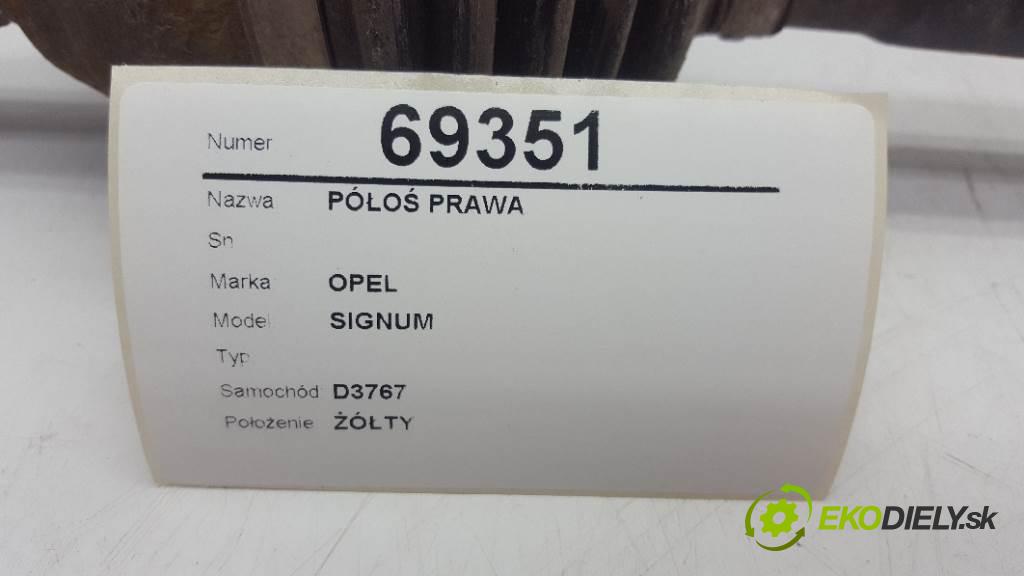 Numer 69351
Nazwa PÓŁOŚ PRAWA
Sn
Marka OPEL
Model SIGNUM
Typ
Samochód D3767
Położenie ŻÓŁTY
EKODIELY.sk